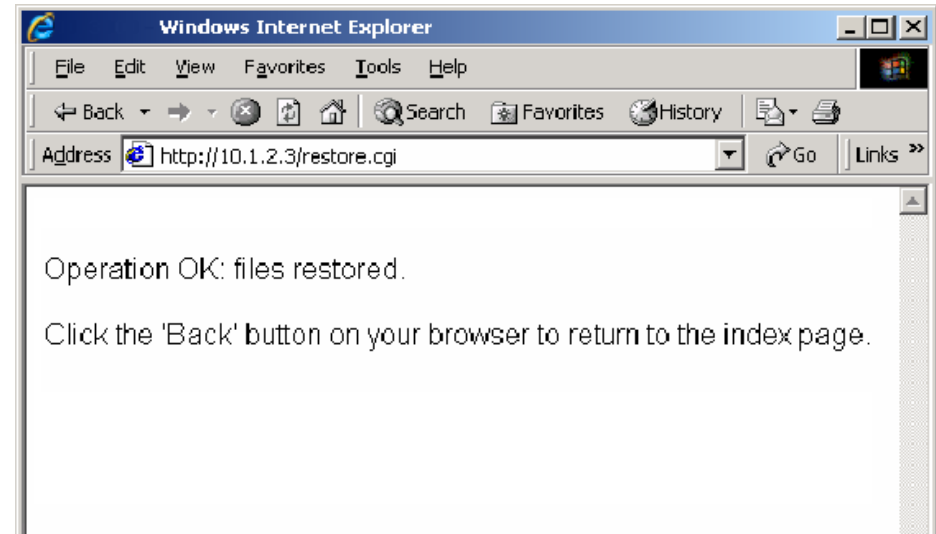 Windows Internet Explorer
File Edit View Favorites Tools Help
Back Search Favorites History
Address http://10.1.2.3/restore.cgi Go Links »
Operation OK: files restored.
Click the 'Back' button on your browser to return to the index page.